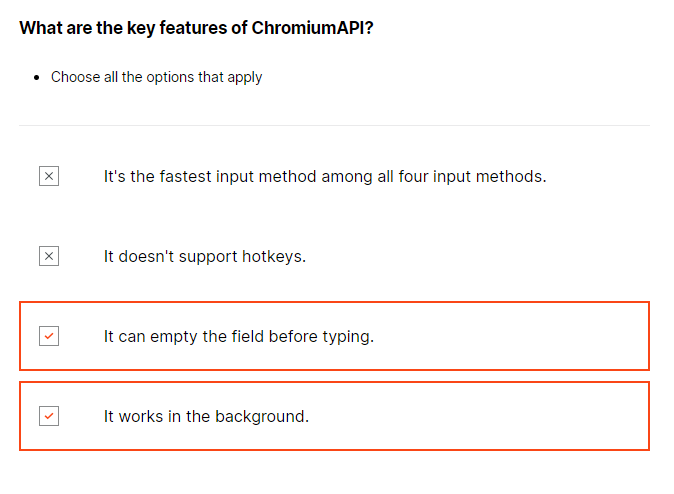 What are the key features of ChromiumAPI?
Choose all the options that apply
It's the fastest input method among all four input methods.
It doesn't support hotkeys.
It can empty the field before typing.
It works in the background.